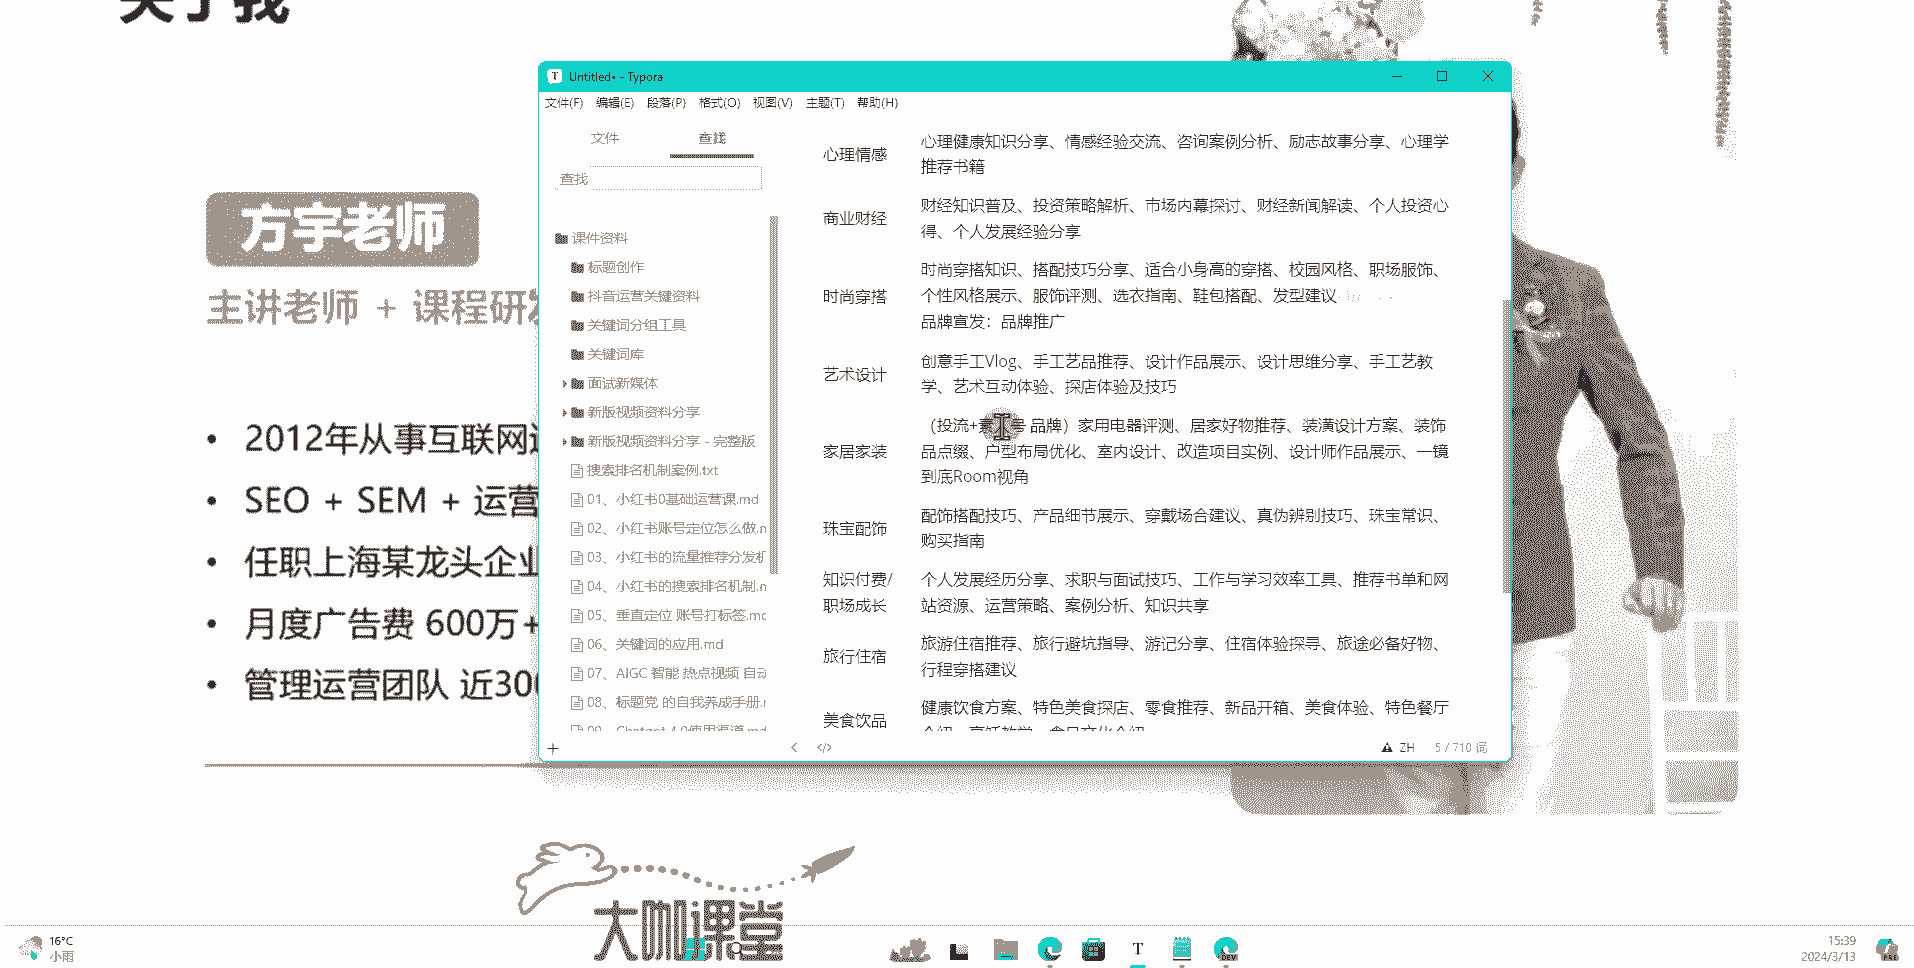 关于我
方宇老师
主讲老师 + 课程研发
• 2012年从事互联网
• SEO + SEM + 运营
• 任职上海某龙头企业
• 月度广告费 600万+
• 管理运营团队 近300
Untitled• - Typora
文件(F) 编辑(E) 段落(P) 格式(O) 视图(V) 主题(T) 帮助(H)
文件 查找
查找
课件资料
标题创作
抖音运营关键资料
关键词分组工具
关键词库
面试新媒体
新版视频资料分享
新版视频资料分享 - 完整版
搜索排名机制案例.txt
01、小红书0基础运营课.md
02、小红书账号定位怎么做.
03、小红书的流量推荐分发机
04、小红书的搜索排名机制.
05、垂直定位 账号打标签.md
06、关键词的应用.md
07、AIGC 智能 热点视频 自动
08、标题党 的自我养成手册.
09、Chatgpt 4.0使用渠道.md
心理情感
心理健康知识分享、情感经验交流、咨询案例分析、励志故事分享、心理学
推荐书籍
商业财经
财经知识普及、投资策略解析、市场内幕探讨、财经新闻解读、个人投资心
得、个人发展经验分享
时尚穿搭
时尚穿搭知识、搭配技巧分享、适合小身高的穿搭、校园风格、职场服饰、
个性风格展示、服饰评测、选衣指南、鞋包搭配、发型建议
品牌宣发：品牌推广
艺术设计
创意手工Vlog、手工艺品推荐、设计作品展示、设计思维分享、手工艺教
学、艺术互动体验、探店体验及技巧
家居家装
（投流+ 号 品牌）家用电器评测、居家好物推荐、装潢设计方案、装饰
品点缀、户型布局优化、室内设计、改造项目实例、设计师作品展示、一镜
到底Room视角
珠宝配饰
配饰搭配技巧、产品细节展示、穿戴场合建议、真伪辨别技巧、珠宝常识、
购买指南
知识付费/
职场成长
个人发展经历分享、求职与面试技巧、工作与学习效率工具、推荐书单和网
站资源、运营策略、案例分析、知识共享
旅行住宿
旅游住宿推荐、旅行避坑指导、游记分享、住宿体验探寻、旅途必备好物、
行程穿搭建议
美食饮品
健康饮食方案、特色美食探店、零食推荐、新品开箱、美食体验、特色餐厅
ZH 5 / 710 词
大咖课堂
16°C
小雨
DEV
15:39
2024/3/13
PRE